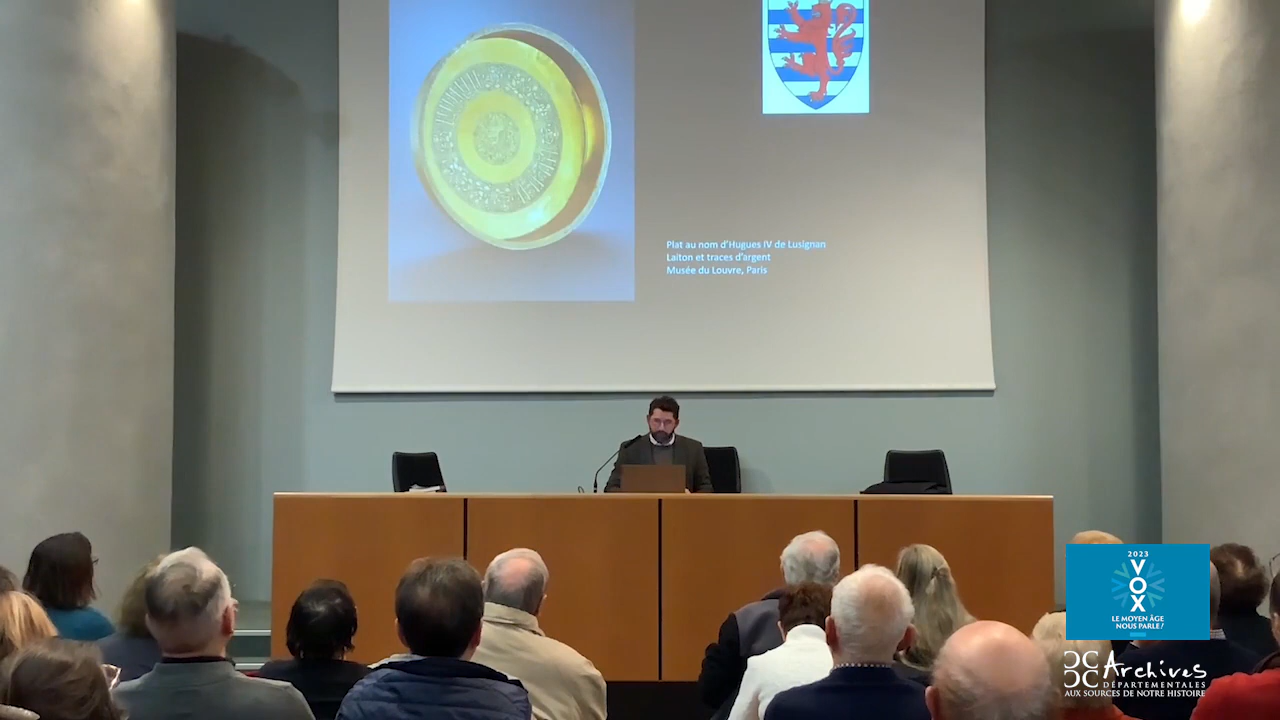 Plat au nom d'Hugues IV de Lusignan
Laiton et traces d'argent
Musée du Louvre, Paris
2023
VOX
LE MOYEN ÂGE
NOUS PARLE !
Archives
DÉPARTEMENTALES
AUX SOURCES DE NOTRE HISTOIRE